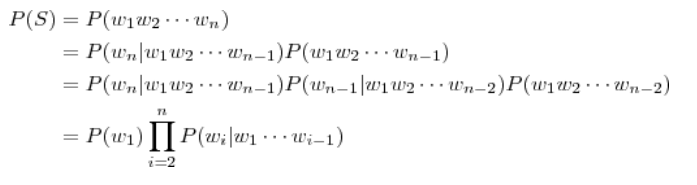 P(S) = P(w₁w₂ ⋯ wₙ)
= P(wₙ|w₁w₂ ⋯ wₙ₋₁)P(w₁w₂ ⋯ wₙ₋₁)
= P(wₙ|w₁w₂ ⋯ wₙ₋₁)P(wₙ₋₁|w₁w₂ ⋯ wₙ₋₂)P(w₁w₂ ⋯ wₙ₋₂)
= P(w₁) ∏ᵢ₌₂ⁿ P(wᵢ|w₁ ⋯ wᵢ₋₁)